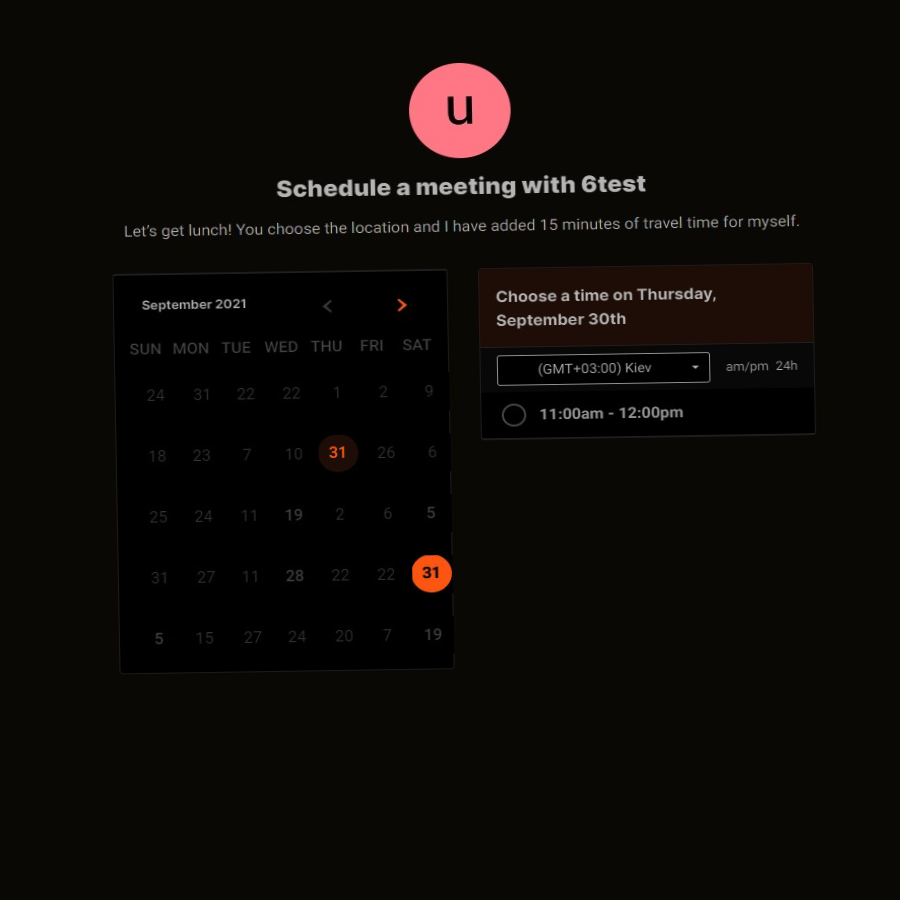 u
Schedule a meeting with 6test
Let's get lunch! You choose the location and I have added 15 minutes of travel time for myself.
September 2021
SUN MON TUE WED THU FRI SAT
24 31 22 22 1 2 9
18 23 7 10 31 26 6
25 24 11 19 2 6 5
31 27 11 28 22 22 31
5 15 27 24 20 7 19
Choose a time on Thursday,
September 30th
(GMT+03:00) Kiev am/pm 24h
11:00am - 12:00pm